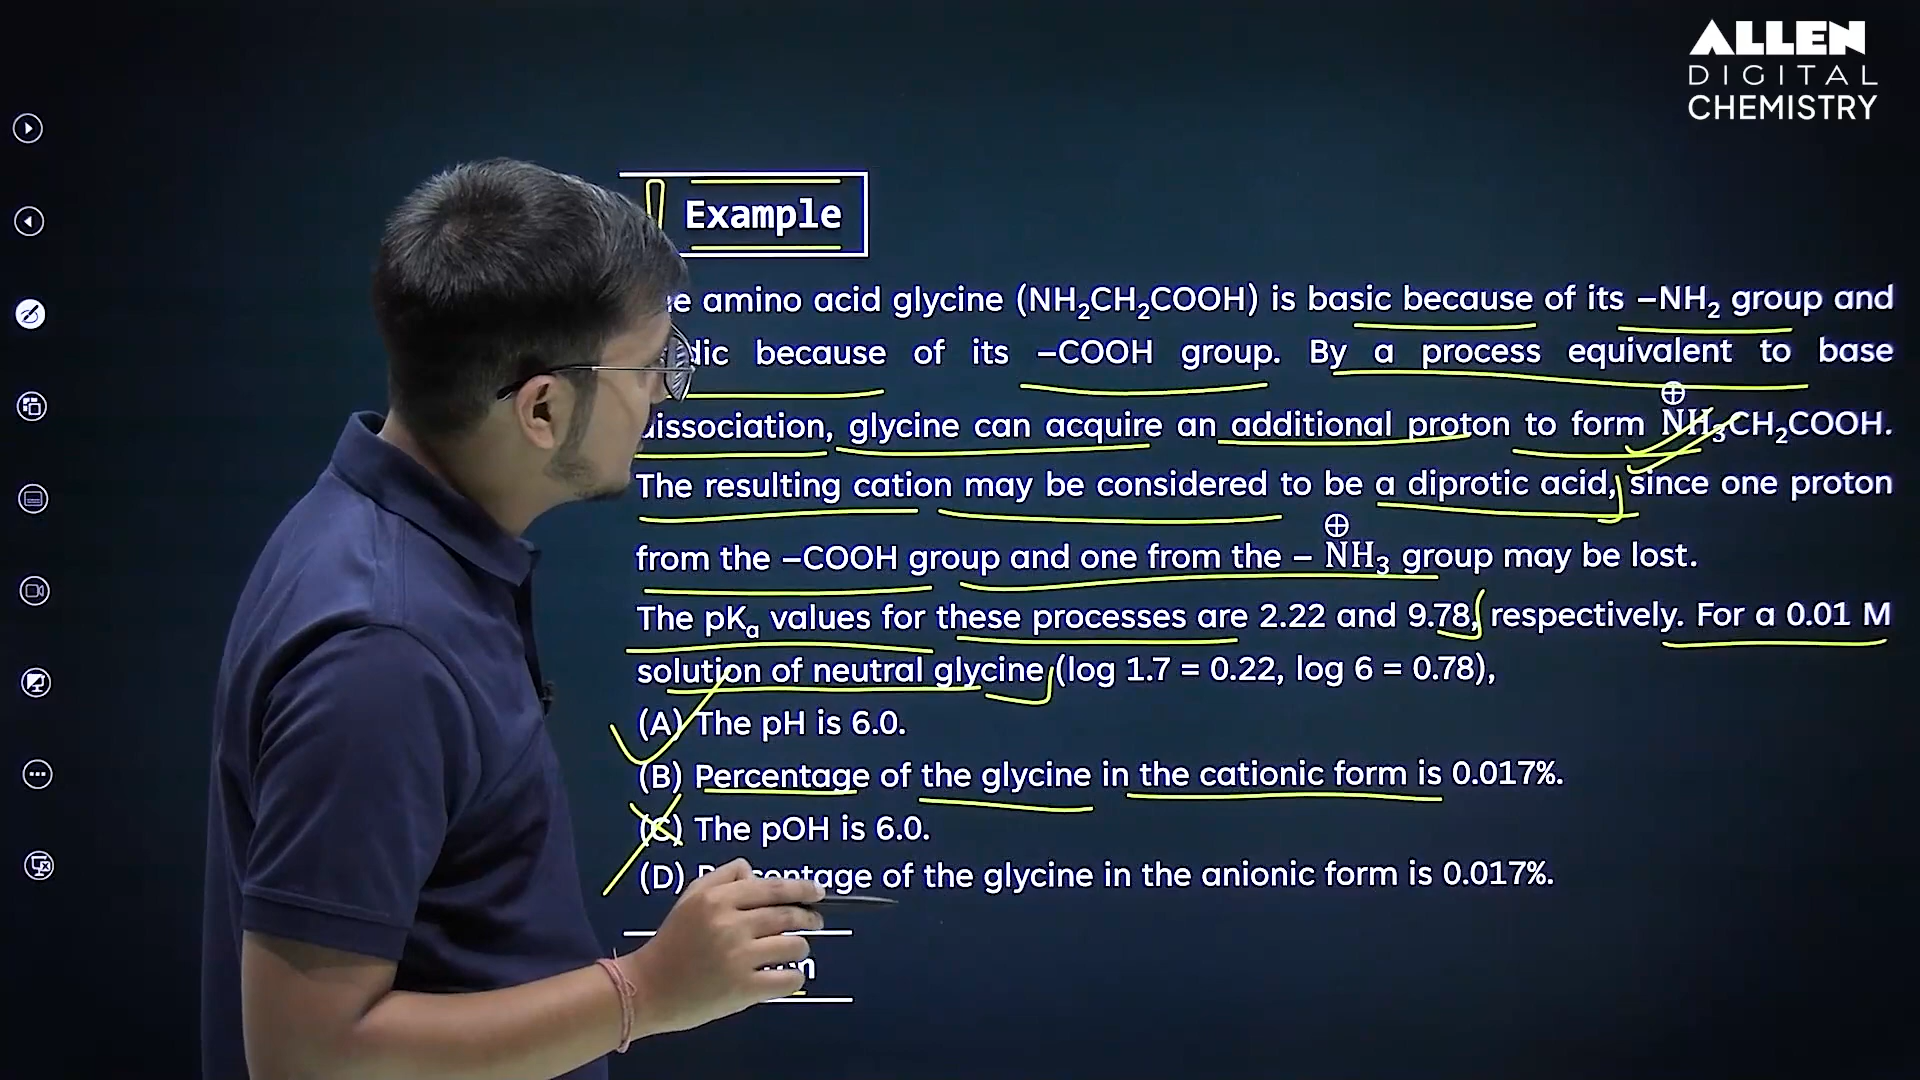 ALLEN
DIGITAL
CHEMISTRY
Example
amino acid glycine (NH₂CH₂COOH) is basic because of its –NH₂ group and
because of its –COOH group. By a process equivalent to base
dissociation, glycine can acquire an additional proton to form N⊕H₃CH₂COOH.
The resulting cation may be considered to be a diprotic acid, since one proton
from the –COOH group and one from the – N⊕H₃ group may be lost.
The pKₐ values for these processes are 2.22 and 9.78, respectively. For a 0.01 M
solution of neutral glycine (log 1.7 = 0.22, log 6 = 0.78),
(A) The pH is 6.0.
(B) Percentage of the glycine in the cationic form is 0.017%.
(C) The pOH is 6.0.
(D) Percentage of the glycine in the anionic form is 0.017%.